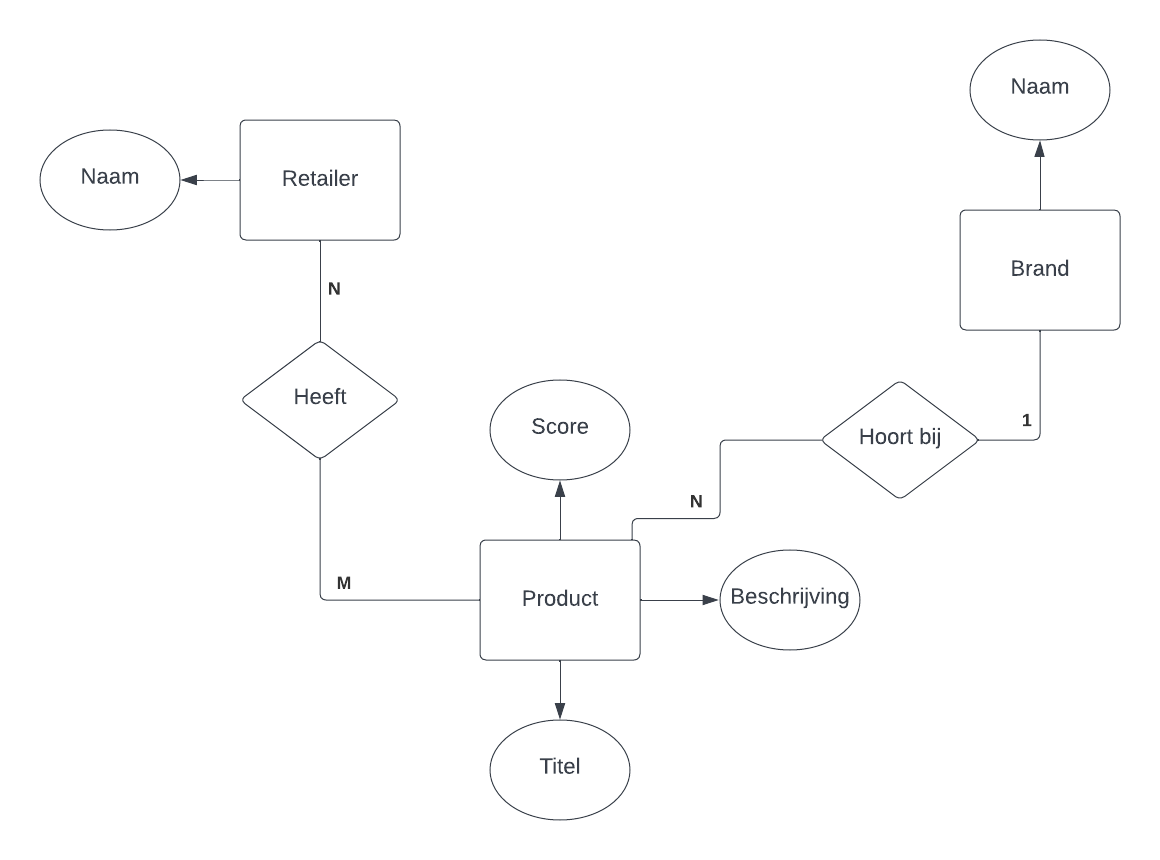 Naam
Naam
Retailer
Brand
N
Heeft
Score
1
Hoort bij
N
M
Product
Beschrijving
Titel